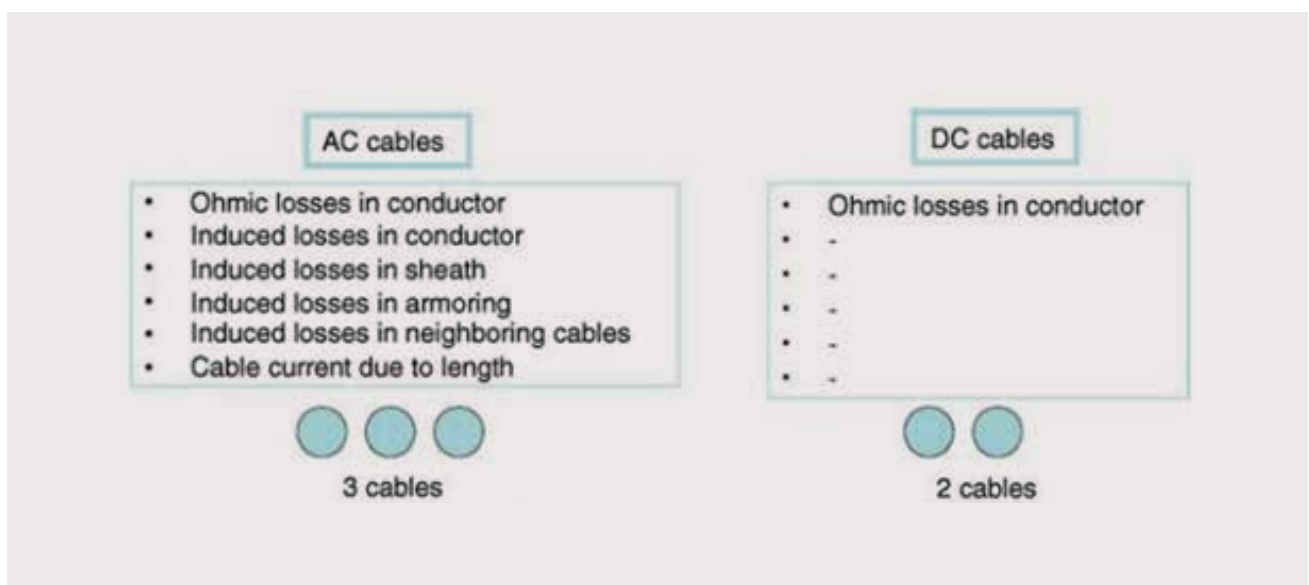 AC cables
• Ohmic losses in conductor
• Induced losses in conductor
• Induced losses in sheath
• Induced losses in armoring
• Induced losses in neighboring cables
• Cable current due to length
3 cables
DC cables
• Ohmic losses in conductor
• -
• -
• -
• -
• -
2 cables